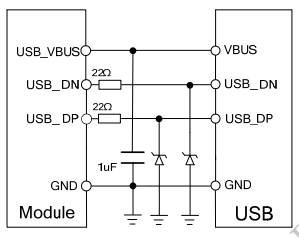 USB_VBUS VBUS
22Ω
USB_DN USB_DN
22Ω
USB_DP USB_DP
1uF
GND GND
Module USB